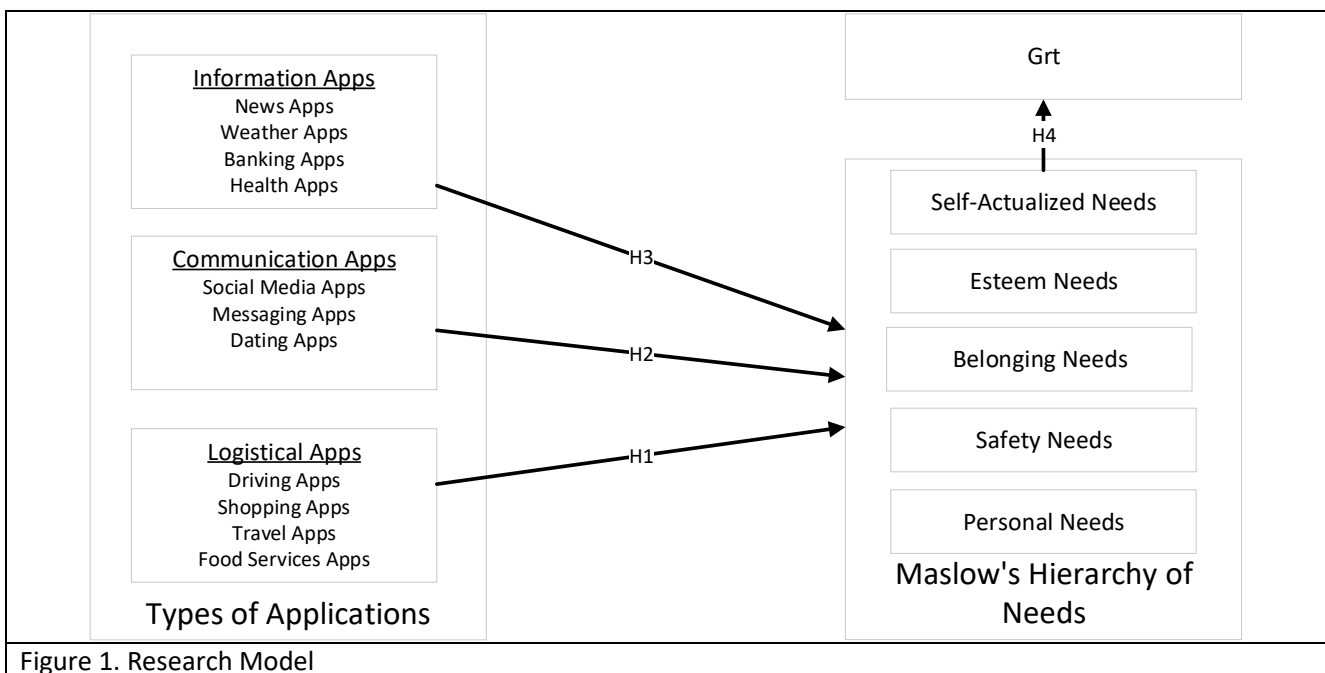 Information Apps
News Apps
Weather Apps
Banking Apps
Health Apps
Communication Apps
Social Media Apps
Messaging Apps
Dating Apps
Logistical Apps
Driving Apps
Shopping Apps
Travel Apps
Food Services Apps
Types of Applications
H3
H2
H1
Grt
H4
Self-Actualized Needs
Esteem Needs
Belonging Needs
Safety Needs
Personal Needs
Maslow's Hierarchy of
Needs
Figure 1. Research Model